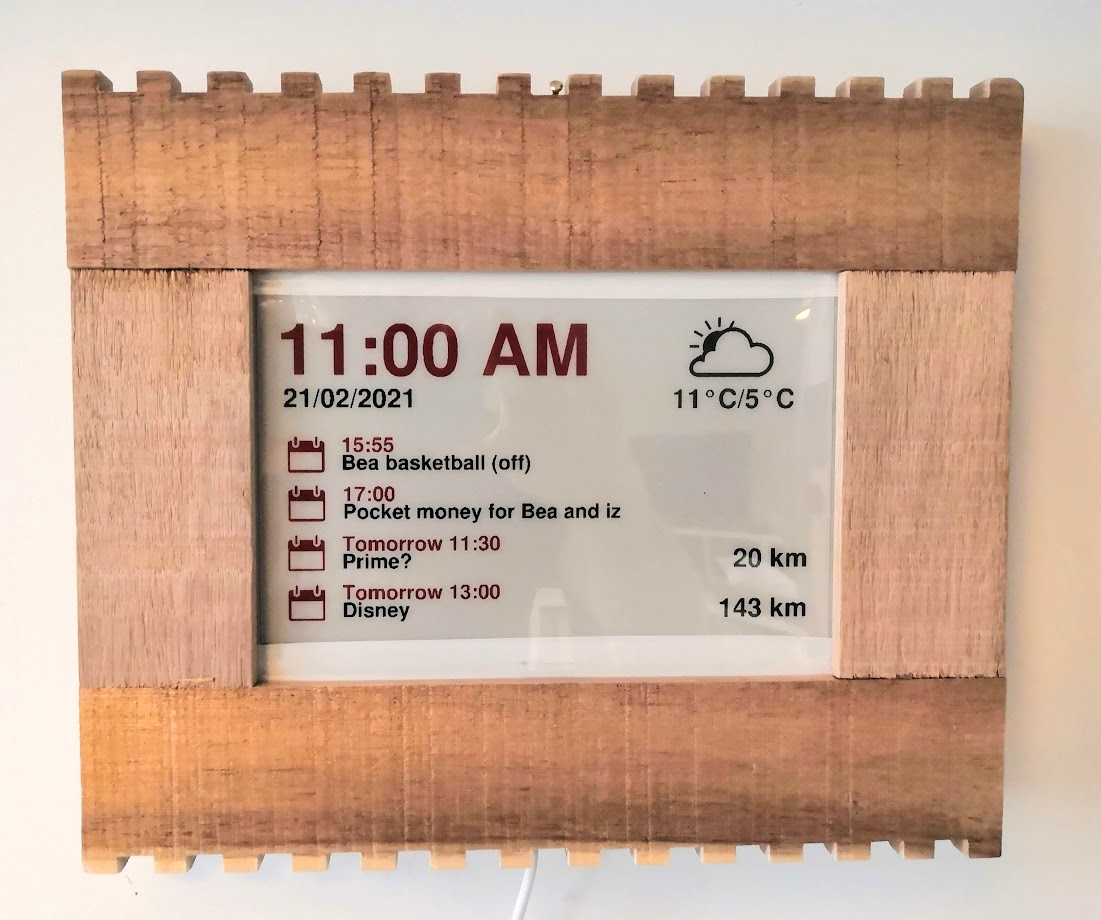 11:00 AM
21/02/2021
11°C/5°C
15:55
Bea basketball (off)
17:00
Pocket money for Bea and iz
Tomorrow 11:30
Prime?
20 km
Tomorrow 13:00
Disney
143 km